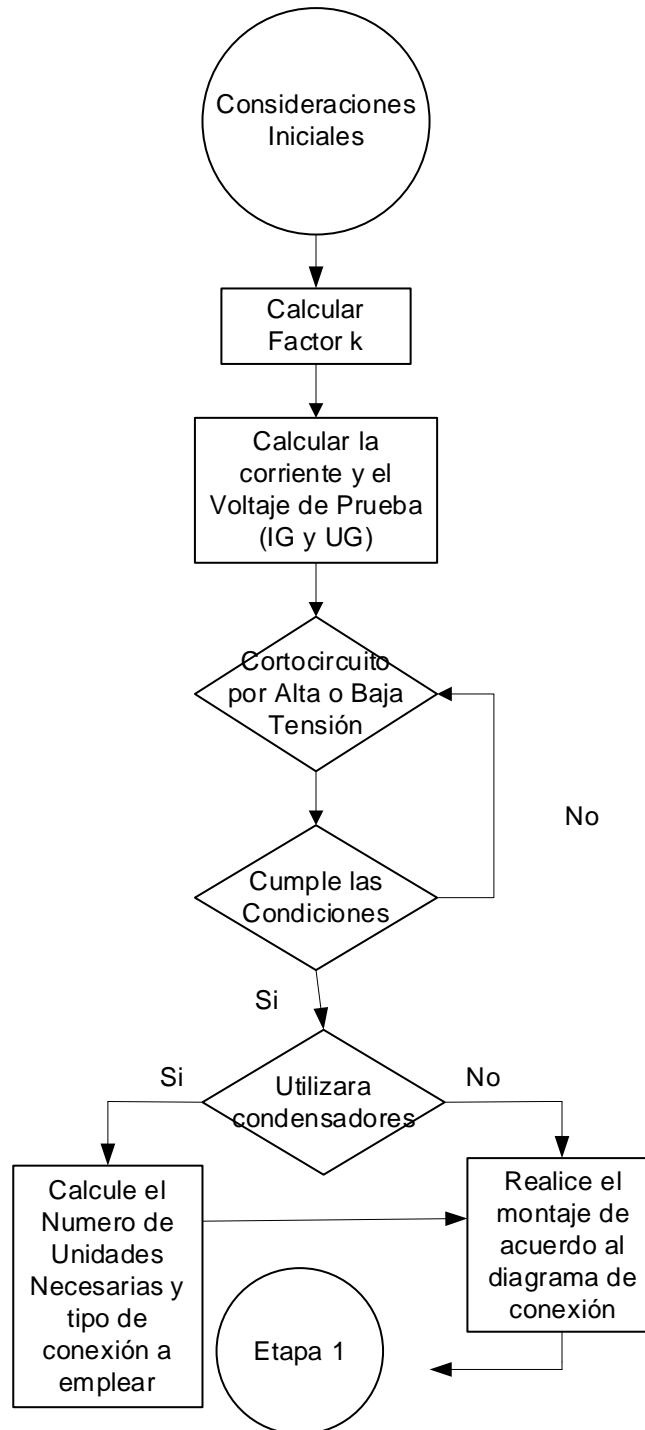 Consideraciones
Iniciales
Calcular
Factor k
Calcular la
corriente y el
Voltaje de Prueba
(IG y UG)
Cortocircuito
por Alta o Baja
Tensión
No
Cumple las
Condiciones
Si
Si
No
Utilizara
condensadores
Calcule el
Numero de
Unidades
Necesarias y
tipo de
conexión a
emplear
Realice el
montaje de
acuerdo al
diagrama de
conexión
Etapa 1